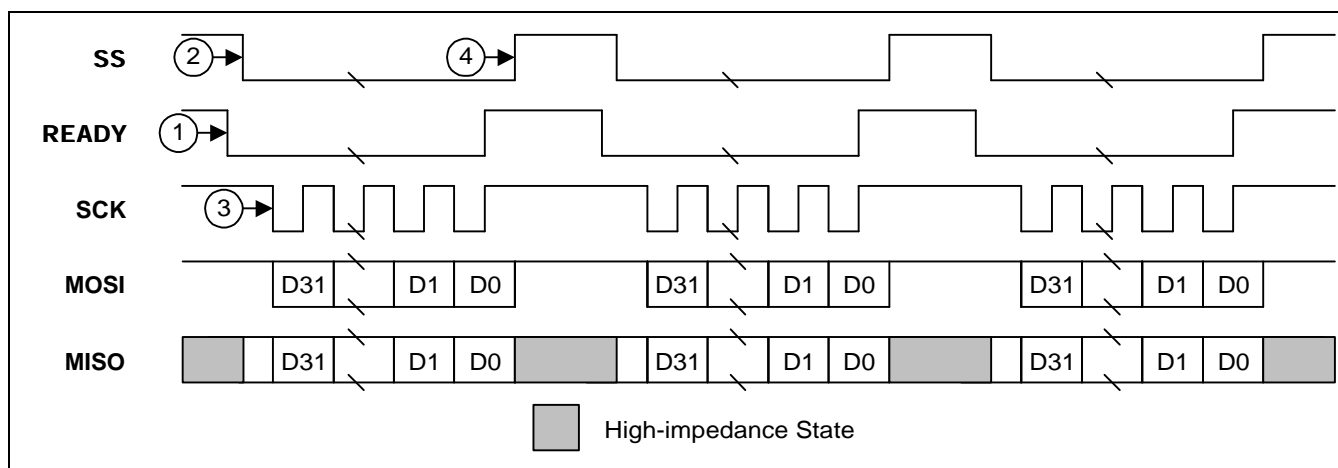 SS 2 4
READY 1
SCK 3
MOSI D31 D1 D0 D31 D1 D0 D31 D1 D0
MISO D31 D1 D0 D31 D1 D0 D31 D1 D0
High-impedance State